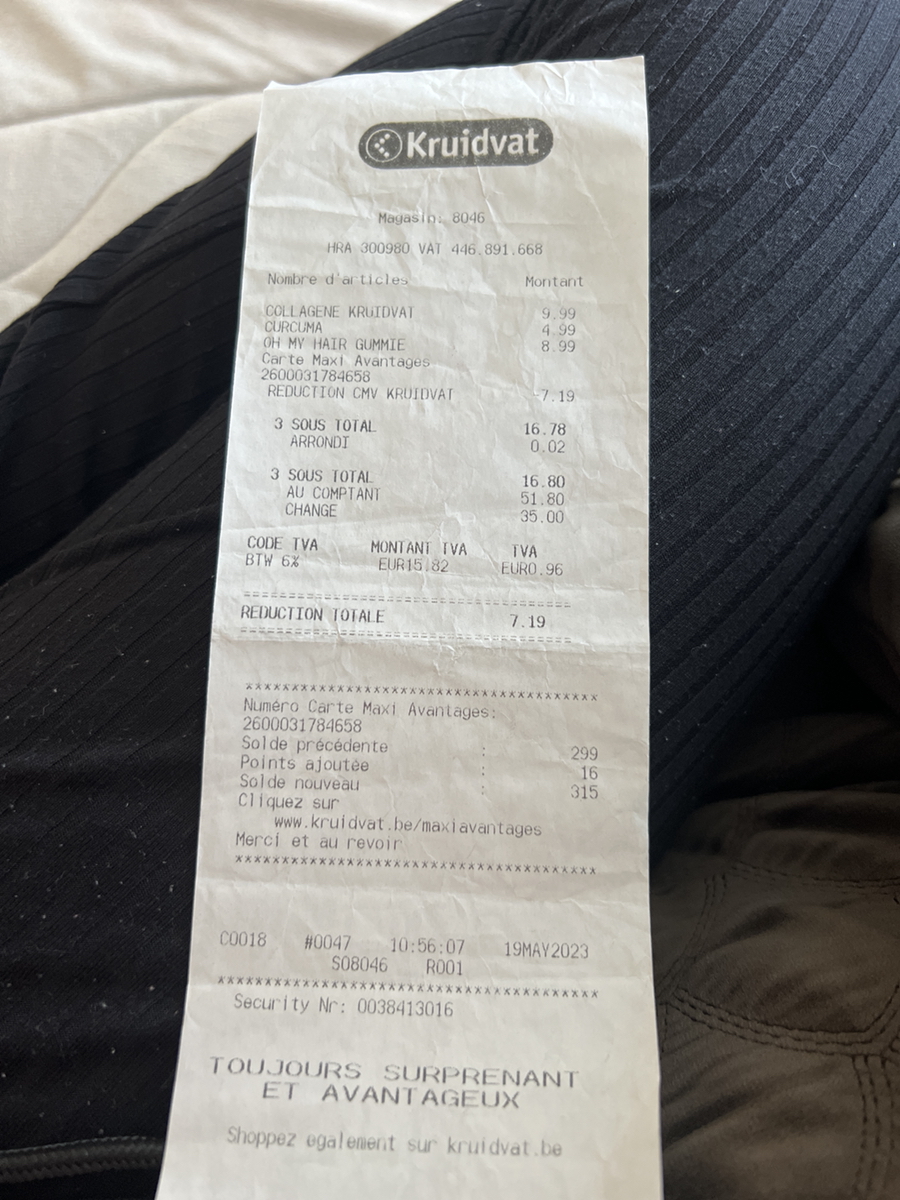 Kruidvat
Magasin: 8046
HRA 300980 VAT 446.891.668
Nombre d'articles Montant
COLLAGENE KRUIDVAT 9.99
CURCUMA 4.99
OH MY HAIR GUMMIE 8.99
Carte Maxi Avantages
2600031784658
REDUCTION CMV KRUIDVAT -7.19
3 SOUS TOTAL 16.78
ARRONDI 0.02
3 SOUS TOTAL 16.80
AU COMPTANT 51.80
CHANGE 35.00
CODE TVA MONTANT TVA TVA
BTW 6% EUR15.82 EUR0.96
==============================
REDUCTION TOTALE 7.19
==============================
**************************************
Numéro Carte Maxi Avantages:
2600031784658
Solde précédente : 299
Points ajoutée : 16
Solde nouveau : 315
Cliquez sur
www.kruidvat.be/maxiavantages
Merci et au revoir
**************************************
C0018 #0047 10:56:07 19MAY2023
S08046 R001
**************************************
Security Nr: 0038413016
TOUJOURS SURPRENANT
ET AVANTAGEUX
Shoppez egalement sur kruidvat.be